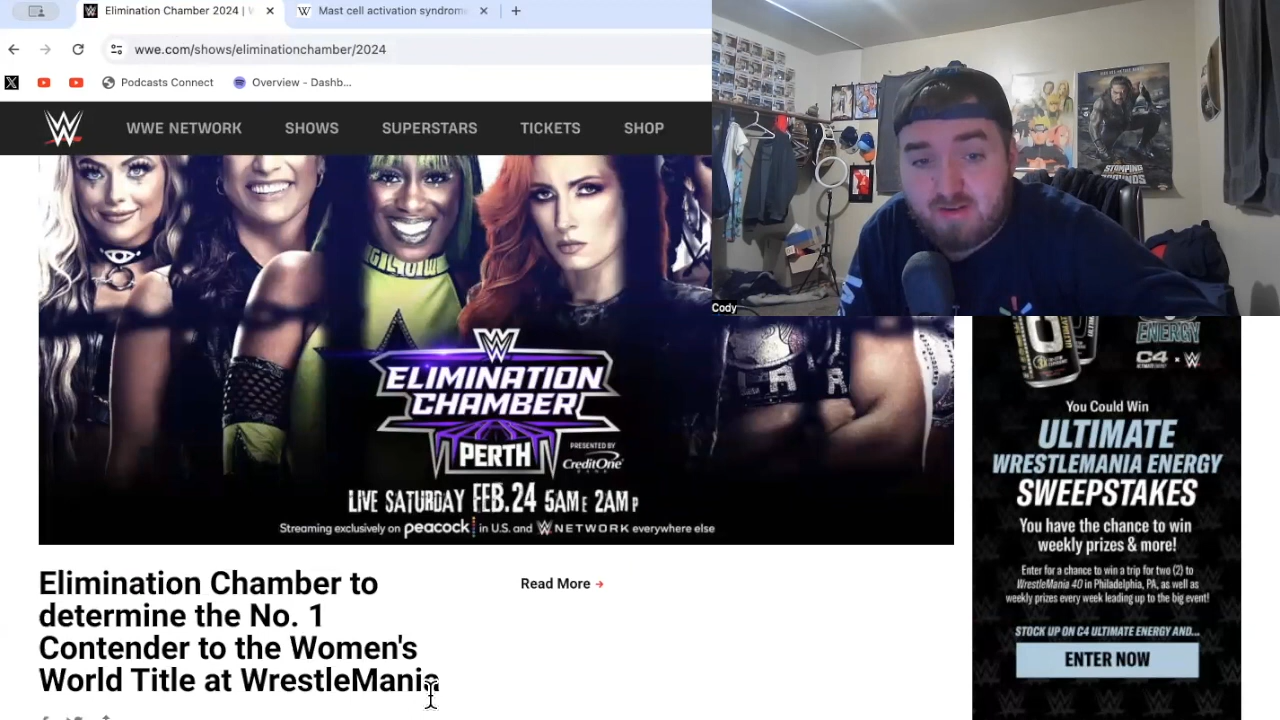 Elimination Chamber 2024 | W
Mast cell activation syndrome
wwe.com/shows/eliminationchamber/2024
Podcasts Connect
Overview - Dashb...
WWE NETWORK
SHOWS
SUPERSTARS
TICKETS
SHOP
GLOW
STOMPING
GROUNDS
Cody
LAR
ELIMINATION
CHAMBER
PERTH
PRESENTED BY
CreditOne
BANK
LIVE SATURDAY FEB.24 5AM E 2AM P
Streaming exclusively on peacock in U.S. and W NETWORK everywhere else
Elimination Chamber to
determine the No. 1
Contender to the Women's
World Title at WrestleMania
Read More
ENERGY
C4 x W
You Could Win
ULTIMATE
WRESTLEMANIA ENERGY
SWEEPSTAKES
You have the chance to win
weekly prizes & more!
Enter for a chance to win a trip for two (2) to
WrestleMania 40 in Philadelphia, PA, as well as
weekly prizes every week leading up to the big event!
STOCK UP ON C4 ULTIMATE ENERGY AND...
ENTER NOW